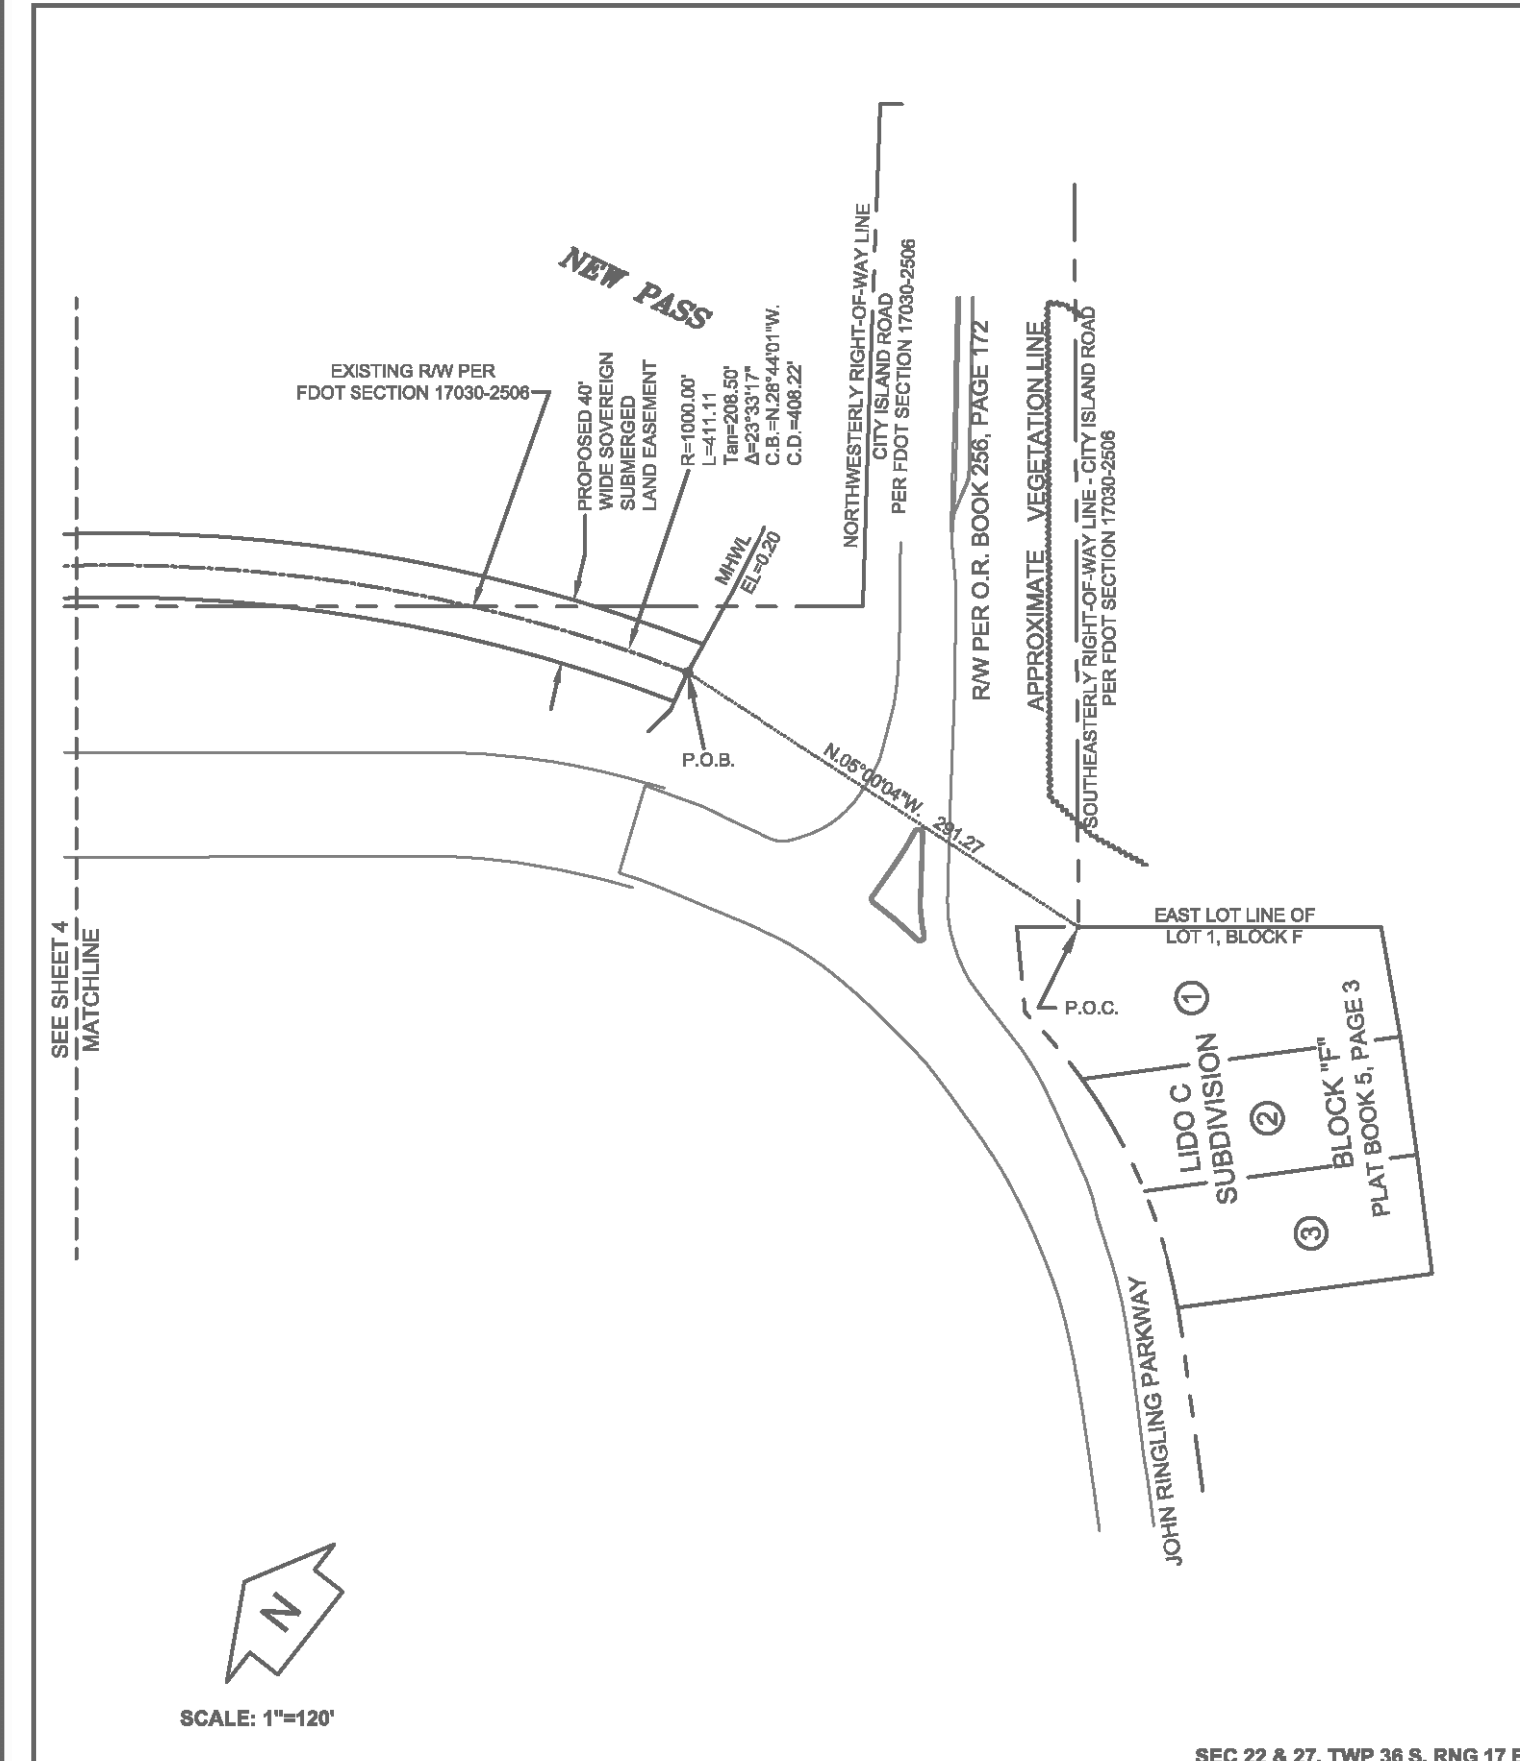 NEW PASS
EXISTING R/W PER
FDOT SECTION 17030-2506
PROPOSED 40'
WIDE SOVEREIGN
SUBMERGED
LAND EASEMENT
R=1000.00'
L=411.11
Tan=208.50'
Δ=23°33'17"
C.B.=N.28°44'01"W.
C.D.=408.22'
MHWL
EL=0.20
NORTHWESTERLY RIGHT-OF-WAY LINE
CITY ISLAND ROAD
PER FDOT SECTION 17030-2506
R/W PER O.R. BOOK 256, PAGE 172
APPROXIMATE VEGETATION LINE
SOUTHEASTERLY RIGHT-OF-WAY LINE - CITY ISLAND ROAD
PER FDOT SECTION 17030-2506
P.O.B.
N.05°00'04"W. 291.27
EAST LOT LINE OF
LOT 1, BLOCK F
P.O.C.
1
LIDO C
SUBDIVISION
2
BLOCK "F"
PLAT BOOK 5, PAGE 3
3
SEE SHEET 4
MATCHLINE
JOHN RINGLING PARKWAY
N
SCALE: 1"=120'
SEC 22 & 27, TWP 36 S, RNG 17 E